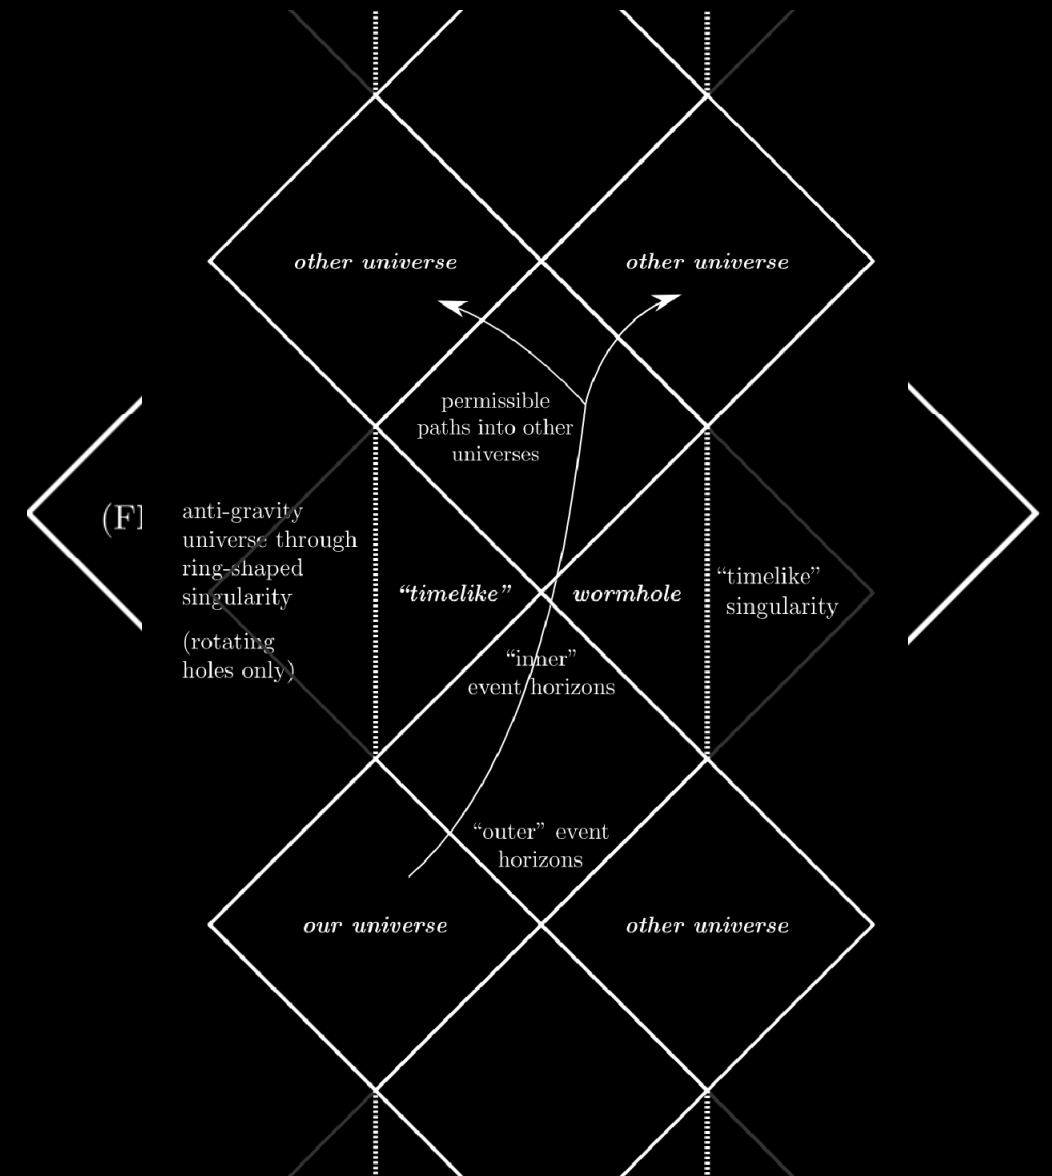 other universe
other universe
permissible
paths into other
universes
(F
anti-gravity
universe through
ring-shaped
singularity
(rotating
holes only)
“timelike”
wormhole
“timelike”
singularity
“inner”
event horizons
“outer” event
horizons
our universe
other universe